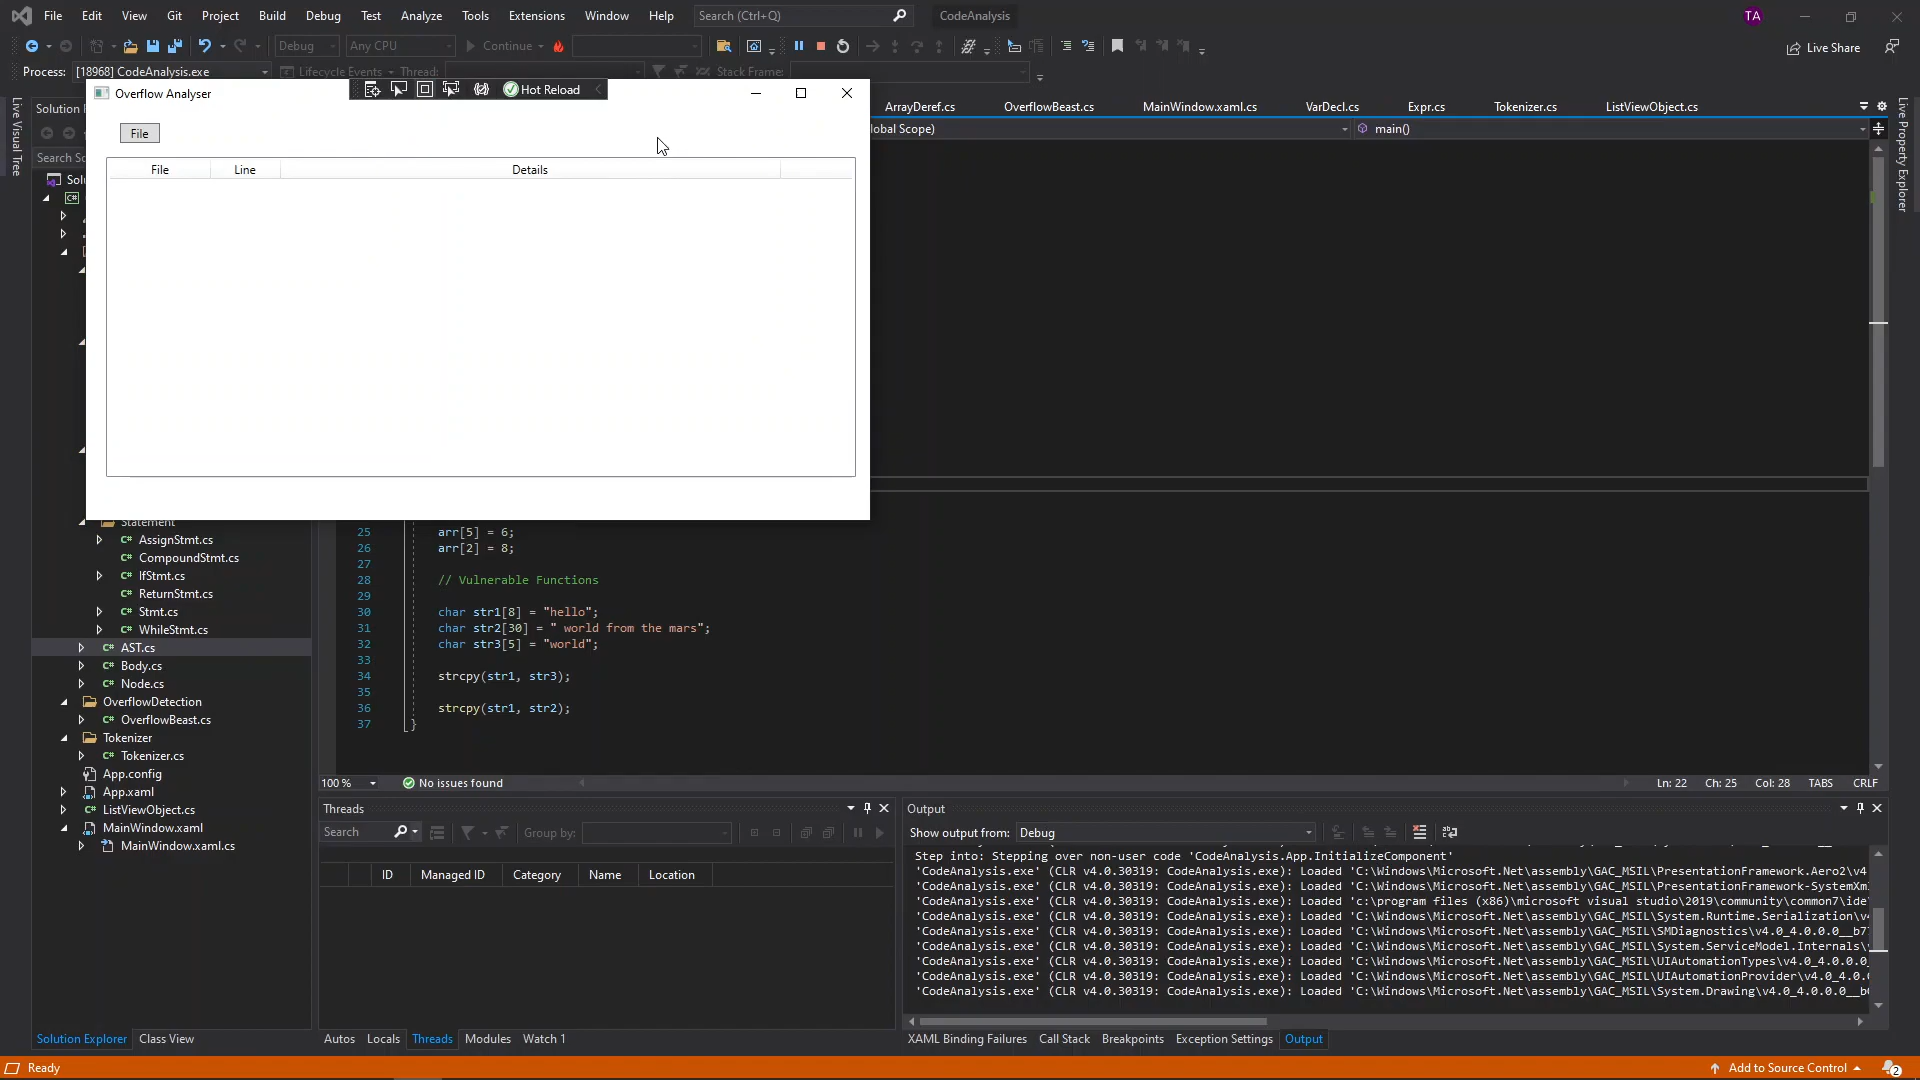 File Edit View Git Project Build Debug Test Analyze Tools Extensions Window Help Search (Ctrl+Q) CodeAnalysis TA
Debug Any CPU Continue Live Share
Process: [18968] CodeAnalysis.exe Lifecycle Events Thread: Stack Frame:
Overflow Analyser
Hot Reload
File
File Line Details
Live Visual Tree
Solution
Search
ArrayDeref.cs OverflowBeast.cs MainWindow.xaml.cs VarDecl.cs Expr.cs Tokenizer.cs ListViewObject.cs
main()
Live Property Explorer
Statement
AssignStmt.cs
CompoundStmt.cs
IfStmt.cs
ReturnStmt.cs
Stmt.cs
WhileStmt.cs
AST.cs
Body.cs
Node.cs
OverflowDetection
OverflowBeast.cs
Tokenizer
Tokenizer.cs
App.config
App.xaml
ListViewObject.cs
MainWindow.xaml
MainWindow.xaml.cs
Solution Explorer Class View
25 arr[5] = 6;
26 arr[2] = 8;
27
28 // Vulnerable Functions
29
30 char str1[8] = "hello";
31 char str2[30] = " world from the mars";
32 char str3[5] = "world";
33
34 strcpy(str1, str3);
35
36 strcpy(str1, str2);
37 }
100 % No issues found Ln: 22 Ch: 25 Col: 28 TABS CRLF
Threads
Search Group by:
ID Managed ID Category Name Location
Autos Locals Threads Modules Watch 1
Output
Show output from: Debug
Step into: Stepping over non-user code 'CodeAnalysis.App.InitializeComponent'
'CodeAnalysis.exe' (CLR v4.0.30319: CodeAnalysis.exe): Loaded 'C:\Windows\Microsoft.Net\assembly\GAC_MSIL\PresentationFramework.Aero2\v4
'CodeAnalysis.exe' (CLR v4.0.30319: CodeAnalysis.exe): Loaded 'C:\Windows\Microsoft.Net\assembly\GAC_MSIL\PresentationFramework-SystemXml
'CodeAnalysis.exe' (CLR v4.0.30319: CodeAnalysis.exe): Loaded 'c:\program files (x86)\microsoft visual studio\2019\community\common7\ide
'CodeAnalysis.exe' (CLR v4.0.30319: CodeAnalysis.exe): Loaded 'C:\Windows\Microsoft.Net\assembly\GAC_MSIL\System.Runtime.Serialization\v4
'CodeAnalysis.exe' (CLR v4.0.30319: CodeAnalysis.exe): Loaded 'C:\Windows\Microsoft.Net\assembly\GAC_MSIL\SMDiagnostics\v4.0_4.0.0.0__b7
'CodeAnalysis.exe' (CLR v4.0.30319: CodeAnalysis.exe): Loaded 'C:\Windows\Microsoft.Net\assembly\GAC_MSIL\System.ServiceModel.Internals\
'CodeAnalysis.exe' (CLR v4.0.30319: CodeAnalysis.exe): Loaded 'C:\Windows\Microsoft.Net\assembly\GAC_MSIL\UIAutomationTypes\v4.0_4.0.0.0_
'CodeAnalysis.exe' (CLR v4.0.30319: CodeAnalysis.exe): Loaded 'C:\Windows\Microsoft.Net\assembly\GAC_MSIL\UIAutomationProvider\v4.0_4.0.
'CodeAnalysis.exe' (CLR v4.0.30319: CodeAnalysis.exe): Loaded 'C:\Windows\Microsoft.Net\assembly\GAC_MSIL\System.Drawing\v4.0_4.0.0.0__b
XAML Binding Failures Call Stack Breakpoints Exception Settings Output
Ready Add to Source Control 2